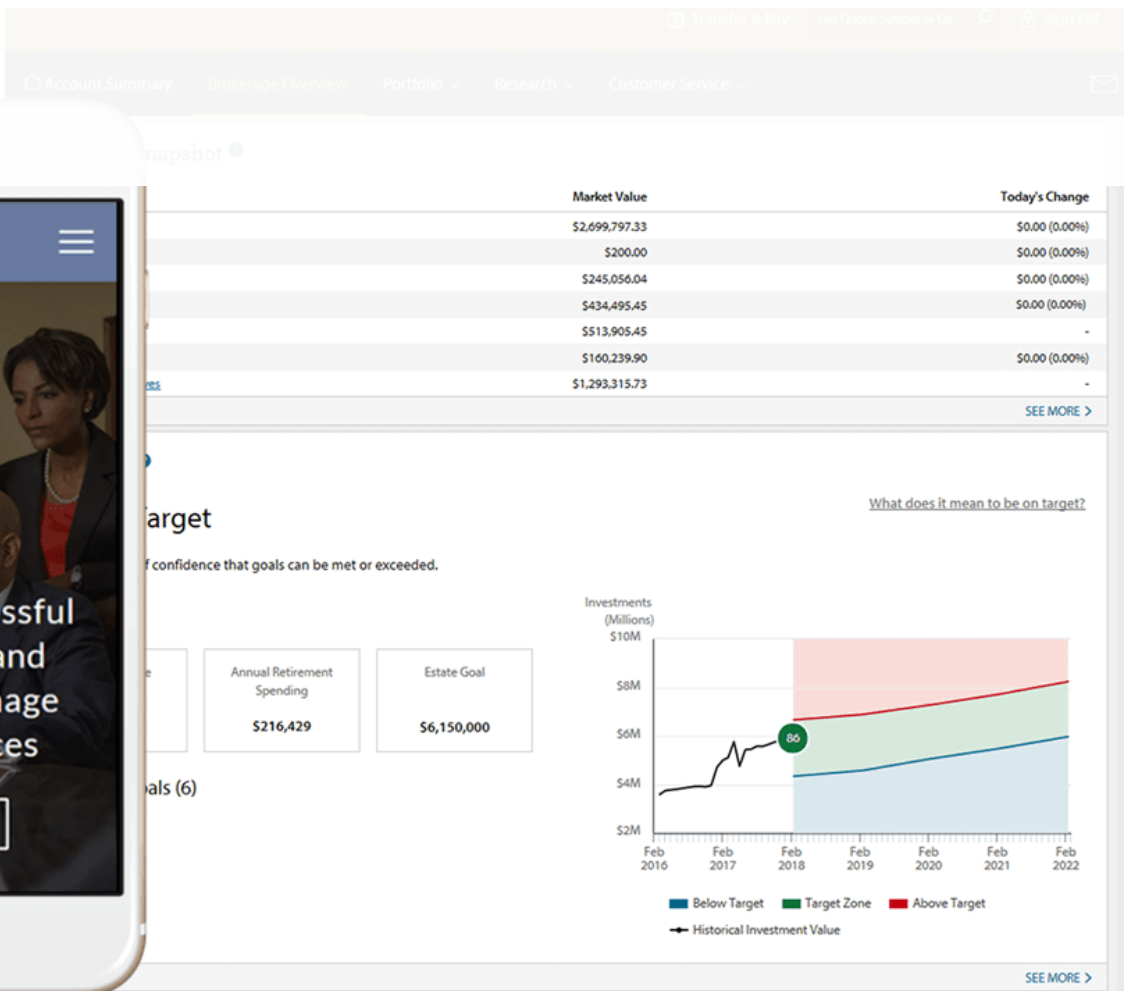 Transfer & Pay
Sign Off
Account Summary Brokerage Overview Portfolio Research Customer Service
napshot
Market Value Today's Change
$2,699,797.33 $0.00 (0.00%)
$200.00 $0.00 (0.00%)
$245,056.04 $0.00 (0.00%)
$434,495.45 $0.00 (0.00%)
$513,905.45 -
$160,239.90 $0.00 (0.00%)
ves $1,293,315.73 -
SEE MORE >
What does it mean to be on target?
arget
f confidence that goals can be met or exceeded.
e
Annual Retirement
Spending
$216,429
Estate Goal
$6,150,000
als (6)
Investments
(Millions)
$10M
$8M
$6M
$4M
$2M
86
Feb Feb Feb Feb Feb Feb Feb
2016 2017 2018 2019 2020 2021 2022
Below Target Target Zone Above Target
Historical Investment Value
SEE MORE >
ssful
and
nage
ces